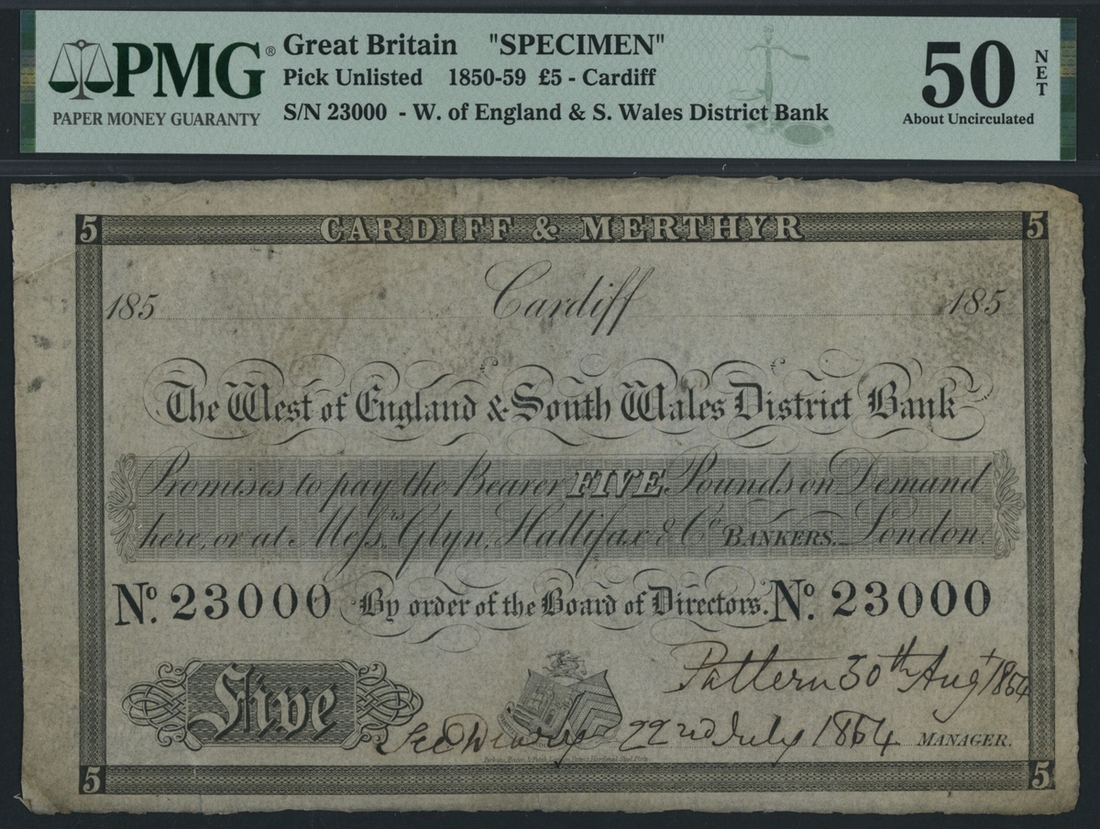 PMG®
PAPER MONEY GUARANTY
Great Britain "SPECIMEN"
Pick Unlisted 1850-59 £5 - Cardiff
S/N 23000 - W. of England & S. Wales District Bank
50 NET
About Uncirculated
5 CARDIFF & MERTHYR 5
185 Cardiff 185
The West of England & South Wales District Bank
Promises to pay the Bearer FIVE Pounds on Demand
here, or at Messrs Glyn, Hallifax & Co BANKERS. London.
No. 23000 By order of the Board of Directors. No. 23000
Pattern 30th Augt 1864
Five
22nd July 1864 MANAGER.
5 5